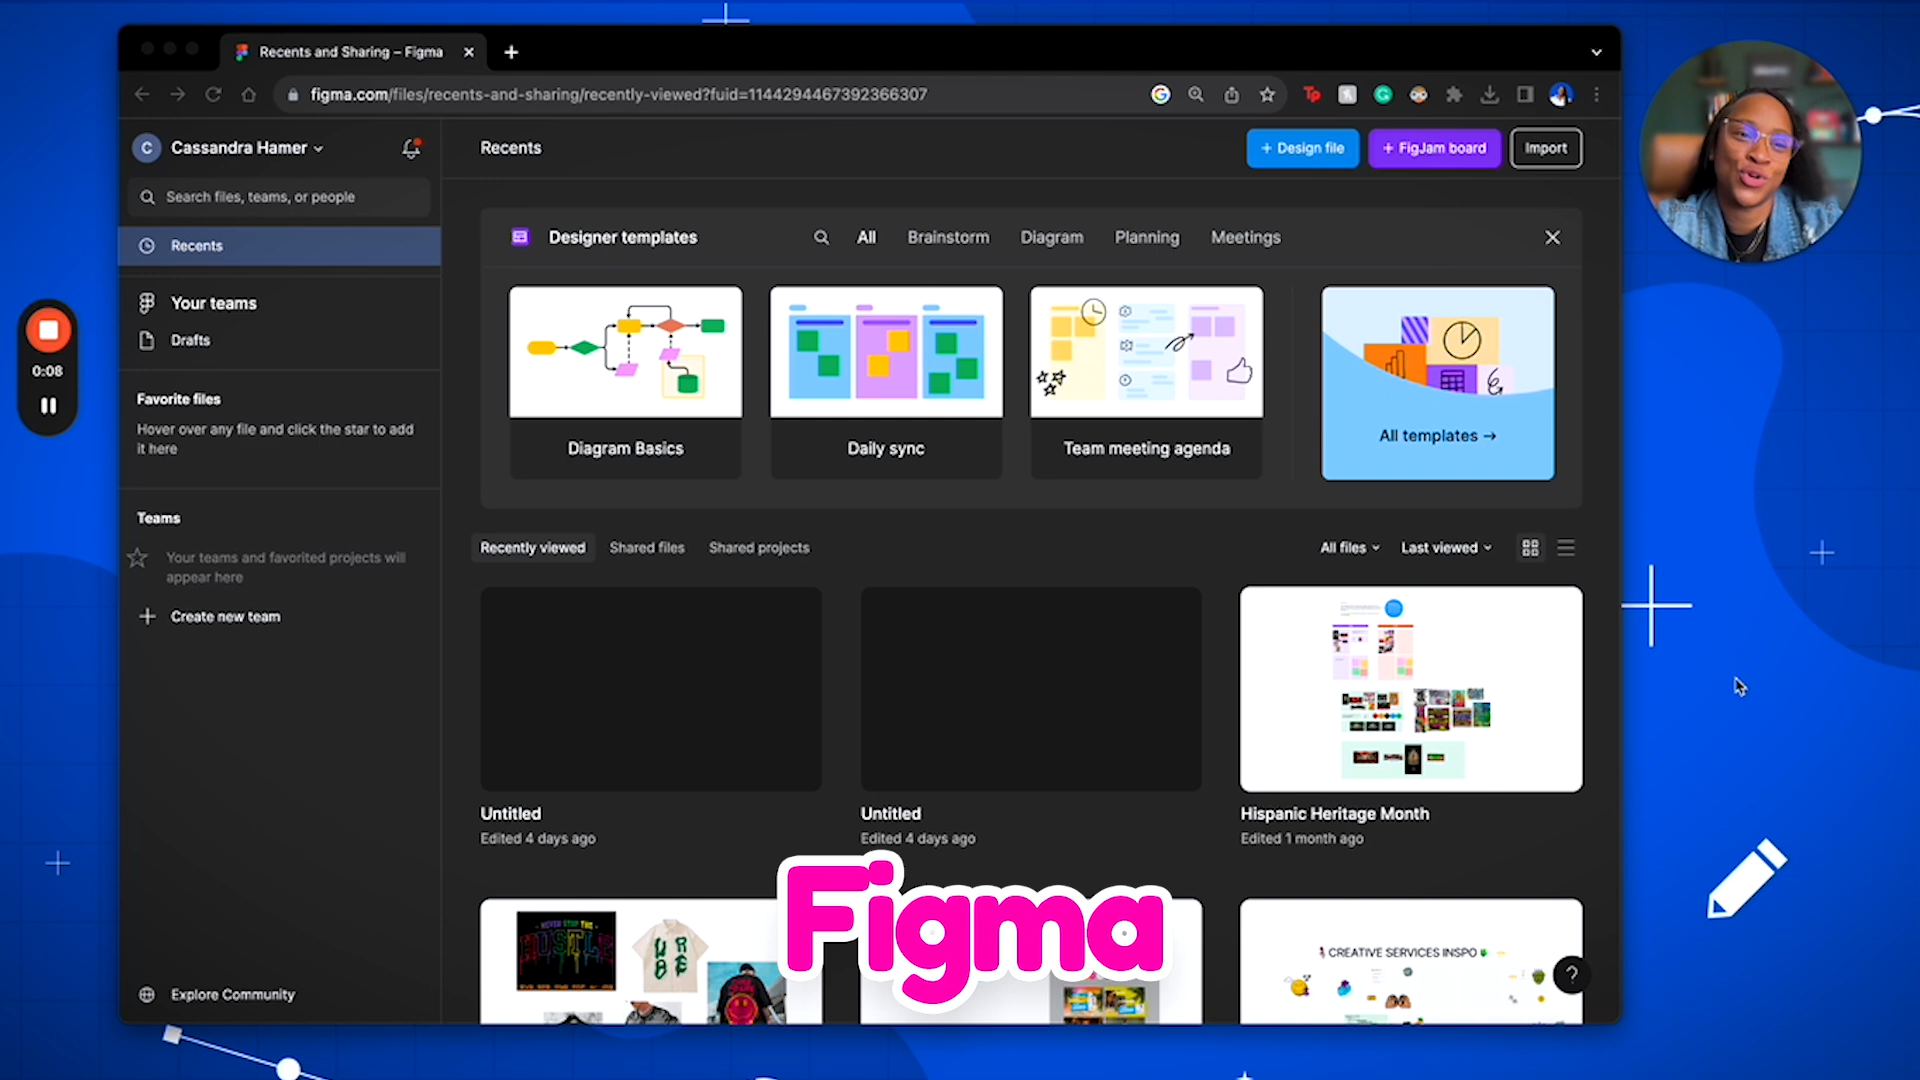 Recents and Sharing – Figma
figma.com/files/recents-and-sharing/recently-viewed?fuid=1144294467392366307
C Cassandra Hamer
Search files, teams, or people
Recents
Your teams
Drafts
Favorite files
Hover over any file and click the star to add
it here
Teams
Your teams and favorited projects will
appear here
Create new team
Explore Community
Recents
+ Design file
+ FigJam board
Import
Designer templates
All
Brainstorm
Diagram
Planning
Meetings
Diagram Basics
Daily sync
Team meeting agenda
All templates →
Recently viewed
Shared files
Shared projects
All files
Last viewed
Untitled
Edited 4 days ago
Untitled
Edited 4 days ago
Hispanic Heritage Month
Edited 1 month ago
NEVER STOP THE
HUSTLE
CREATIVE SERVICES INSPO
?
Figma
0:08